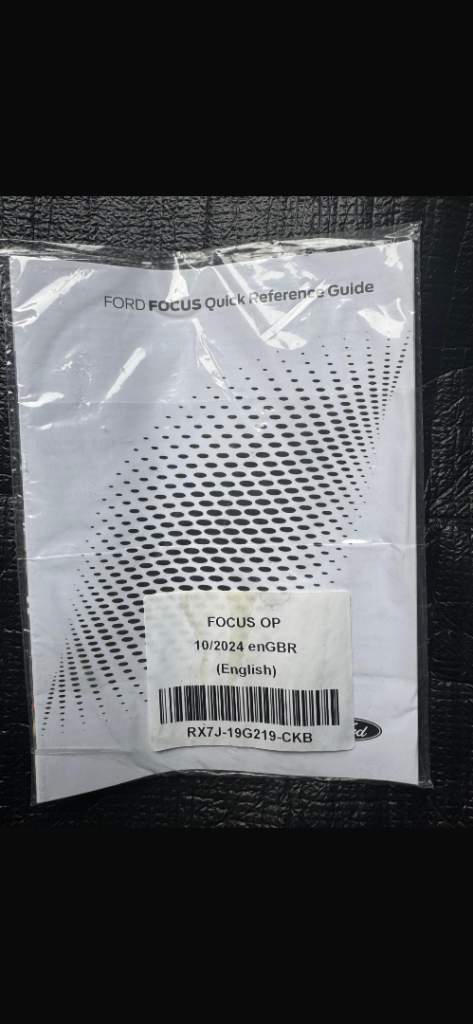 FORD FOCUS Quick Reference Guide
FOCUS OP
10/2024 enGBR
(English)
RX7J-19G219-CKB